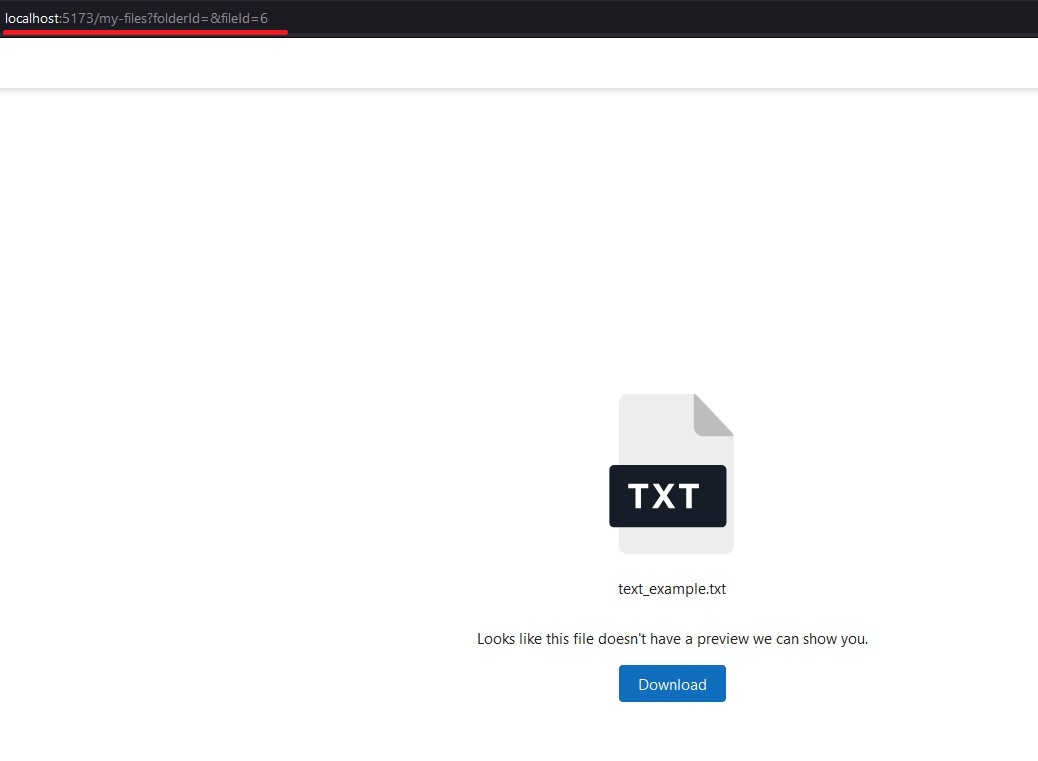 localhost:5173/my-files?folderId=&fileId=6
TXT
text_example.txt
Looks like this file doesn't have a preview we can show you.
Download